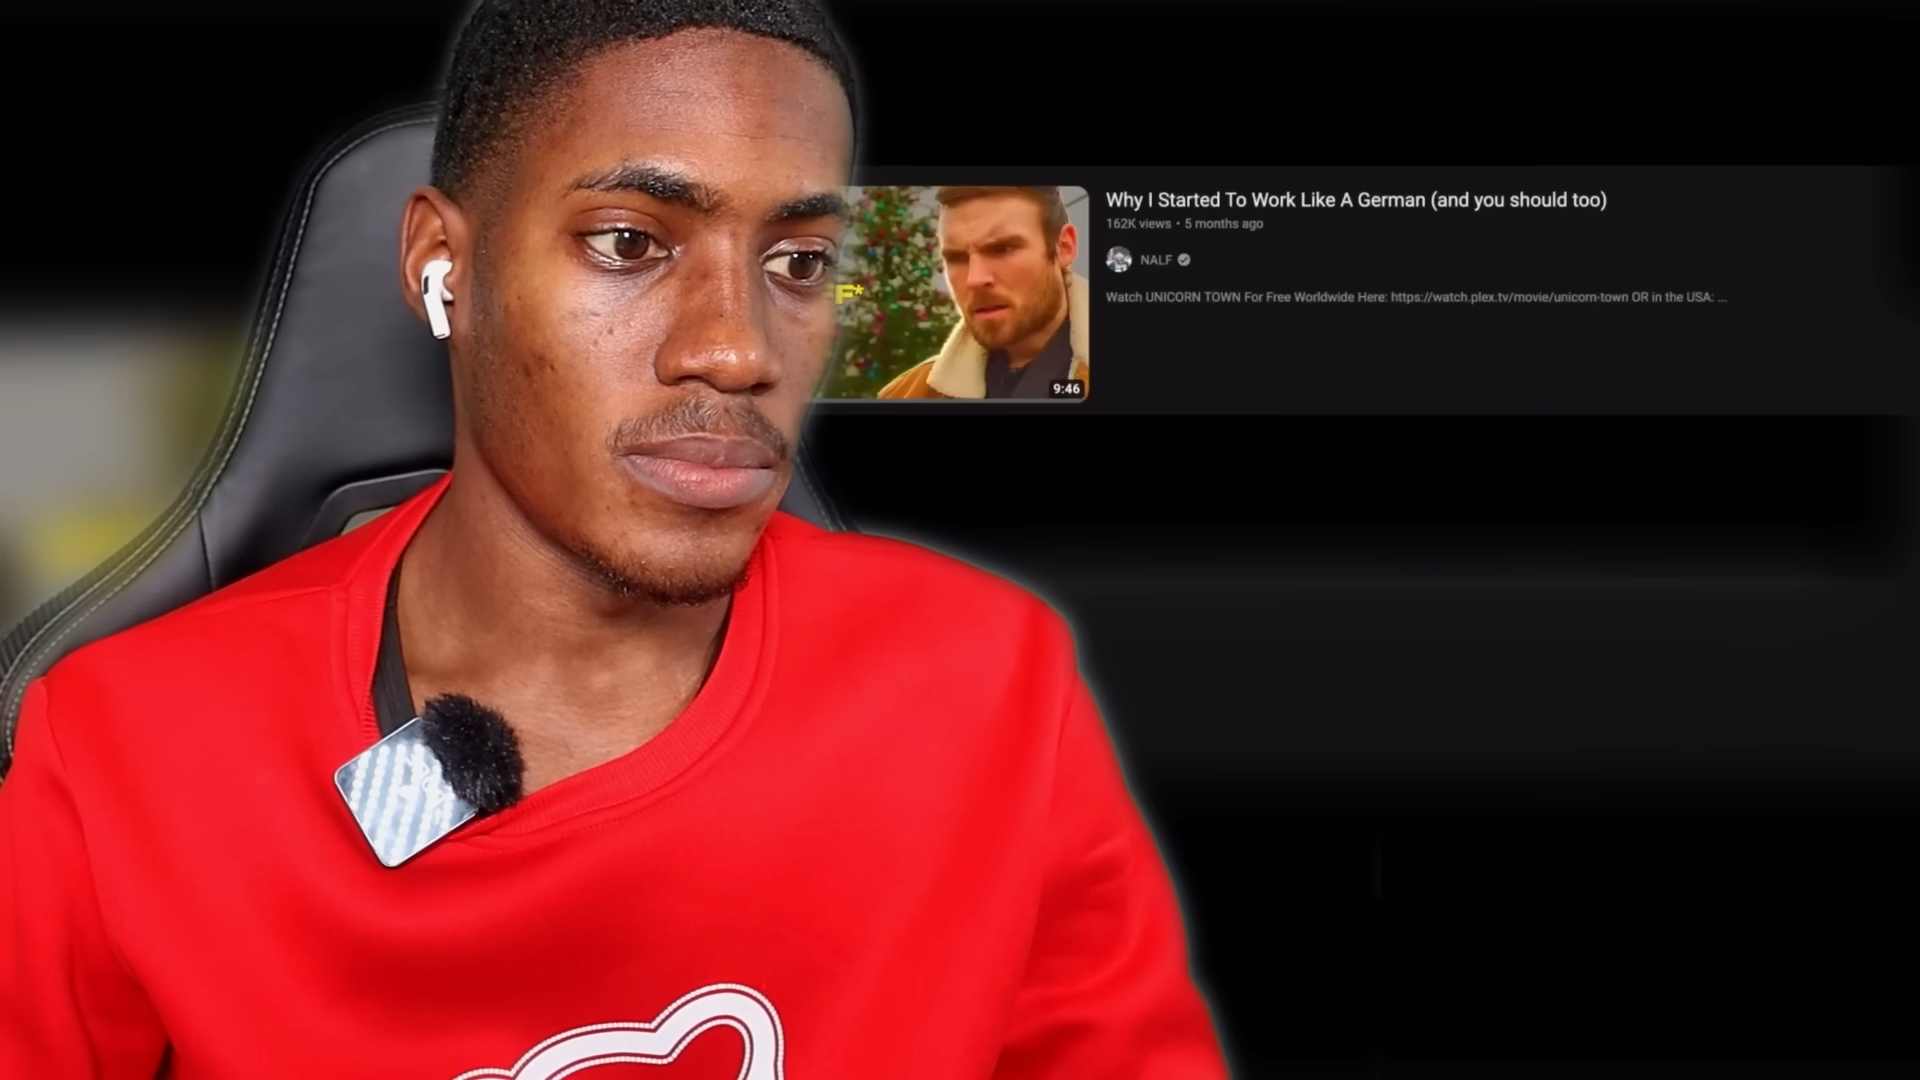 Why I Started To Work Like A German (and you should too)
162K views • 5 months ago
NALF
Watch UNICORN TOWN For Free Worldwide Here: https://watch.plex.tv/movie/unicorn-town OR in the USA: ...
F*
9:46